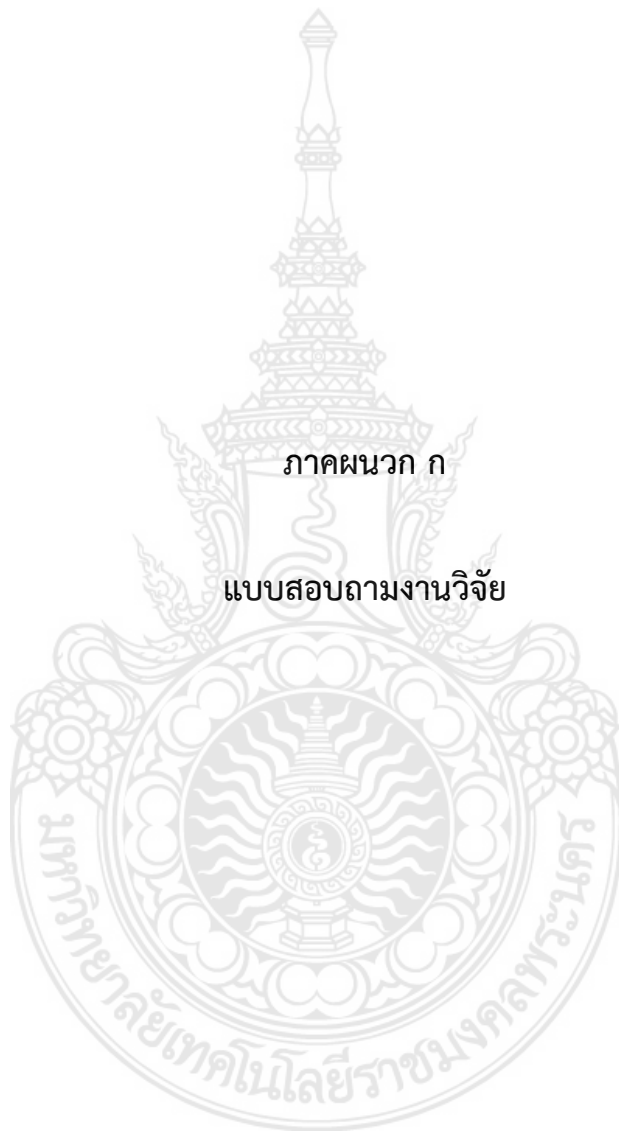 ภาคผนวก ก
แบบสอบถามงานวิจัย
มหาวิทยาลัยเทคโนโลยีราชมงคลพระนคร